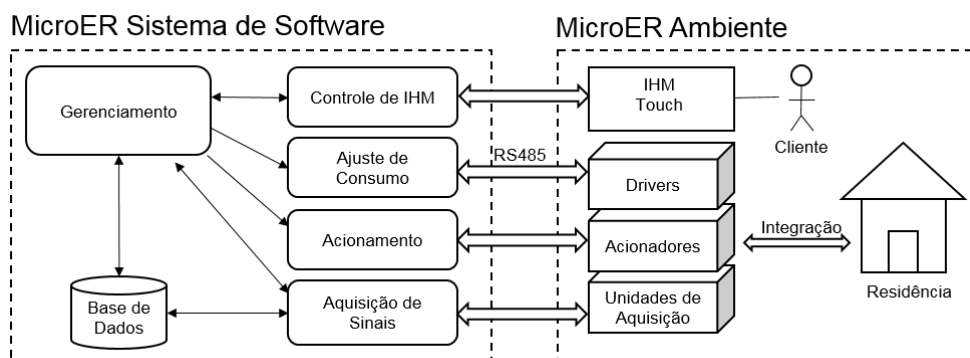 MicroER Sistema de Software
MicroER Ambiente
Gerenciamento
Controle de IHM
IHM
Touch
Cliente
Ajuste de
Consumo
RS485
Drivers
Acionamento
Acionadores
Integração
Residência
Base de
Dados
Aquisição de
Sinais
Unidades de
Aquisição